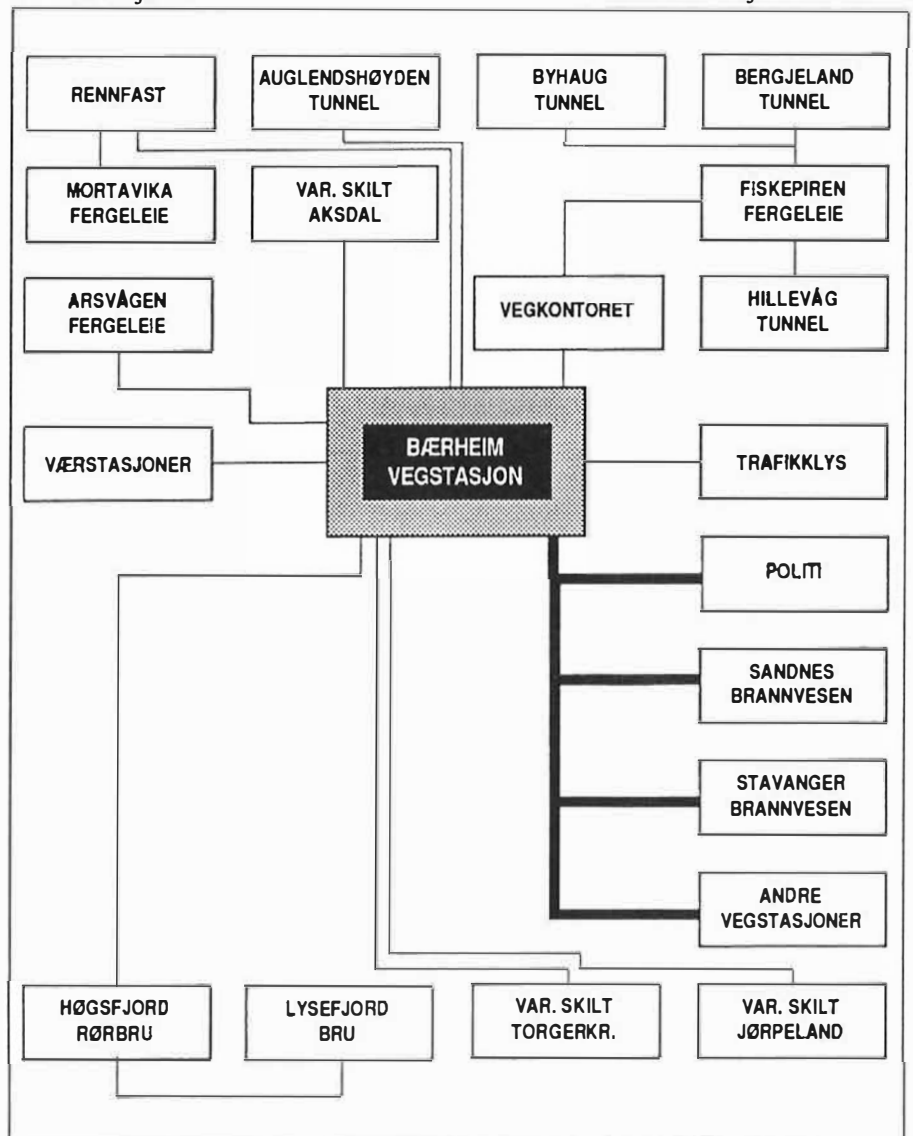 RENNFAST
AUGLENDSHØYDEN
TUNNEL
BYHAUG
TUNNEL
BERGJELAND
TUNNEL
MORTAVIKA
FERGELEIE
VAR. SKILT
AKSDAL
FISKEPIREN
FERGELEIE
ARSVÅGEN
FERGELEIE
VEGKONTORET
HILLEVÅG
TUNNEL
VÆRSTASJONER
BÆRHEIM
VEGSTASJON
TRAFIKKLYS
POLITI
SANDNES
BRANNVESEN
STAVANGER
BRANNVESEN
ANDRE
VEGSTASJONER
HØGSFJORD
RØRBRU
LYSEFJORD
BRU
VAR. SKILT
TORGERKR.
VAR. SKILT
JØRPELAND